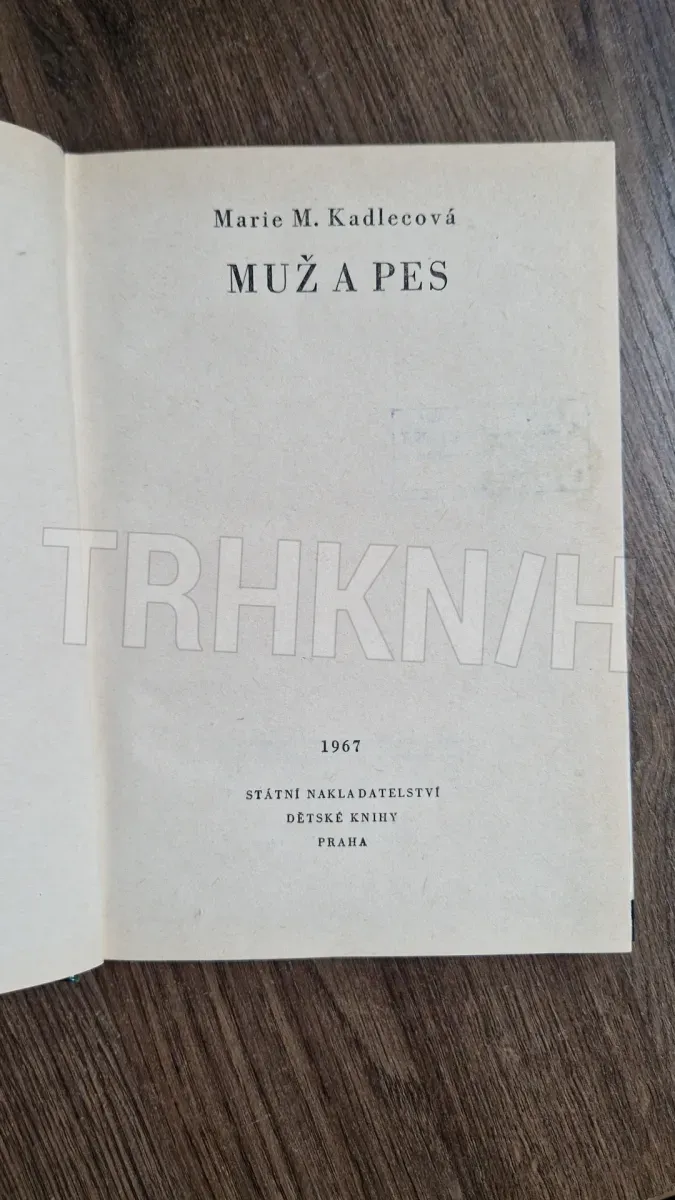 Marie M. Kadlecová
MUŽ A PES
TRHKNIH
1967
STÁTNÍ NAKLADATELSTVÍ
DĚTSKÉ KNIHY
PRAHA